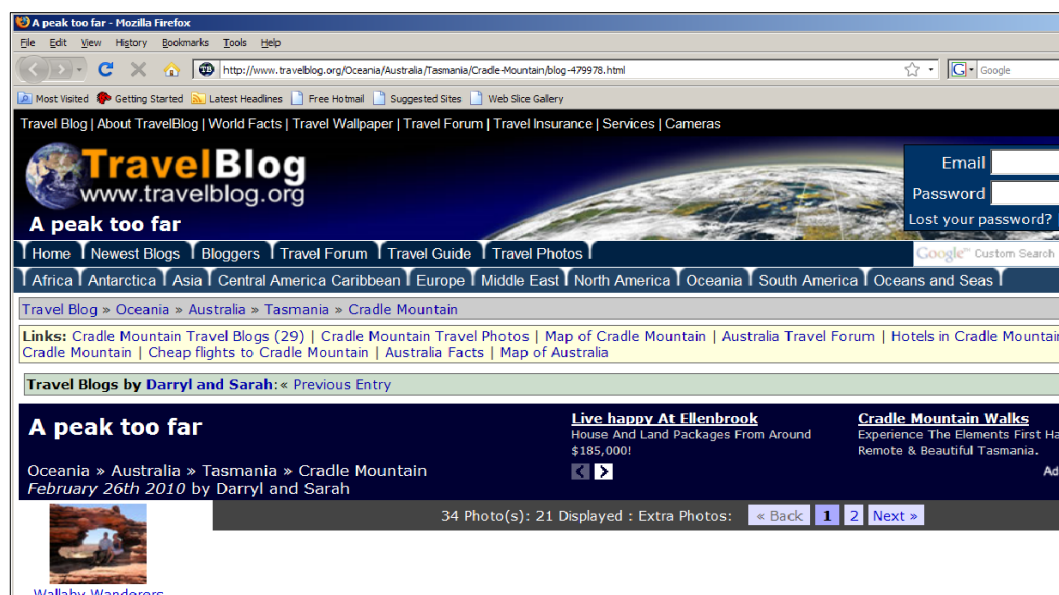 A peak too far - Mozilla Firefox
File Edit View History Bookmarks Tools Help
http://www.travelblog.org/Oceania/Australia/Tasmania/Cradle-Mountain/blog-479978.html
G Google
Most Visited Getting Started Latest Headlines Free Hotmail Suggested Sites Web Slice Gallery
Travel Blog | About TravelBlog | World Facts | Travel Wallpaper | Travel Forum | Travel Insurance | Services | Cameras
TravelBlog
www.travelblog.org
A peak too far
Email
Password
Lost your password?
Home Newest Blogs Bloggers Travel Forum Travel Guide Travel Photos
Google™ Custom Search
Africa Antarctica Asia Central America Caribbean Europe Middle East North America Oceania South America Oceans and Seas
Travel Blog » Oceania » Australia » Tasmania » Cradle Mountain
Links: Cradle Mountain Travel Blogs (29) | Cradle Mountain Travel Photos | Map of Cradle Mountain | Australia Travel Forum | Hotels in Cradle Mountain
Cradle Mountain | Cheap flights to Cradle Mountain | Australia Facts | Map of Australia
Travel Blogs by Darryl and Sarah: « Previous Entry
A peak too far
Oceania » Australia » Tasmania » Cradle Mountain
February 26th 2010 by Darryl and Sarah
Live happy At Ellenbrook
House And Land Packages From Around
$185,000!
Cradle Mountain Walks
Experience The Elements First Ha
Remote & Beautiful Tasmania.
Ad
34 Photo(s): 21 Displayed : Extra Photos: « Back 1 2 Next »
Wallaby Wanderers